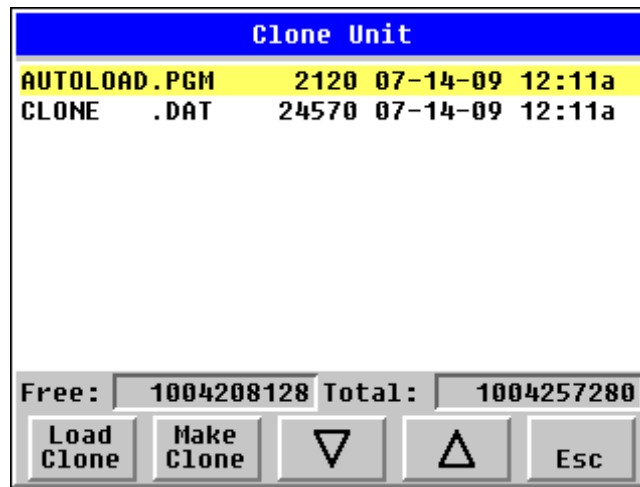 Clone Unit
AUTOLOAD.PGM 2120 07-14-09 12:11a
CLONE .DAT 24570 07-14-09 12:11a
Free: 1004208128 Total: 1004257280
Load Clone Make Clone Esc